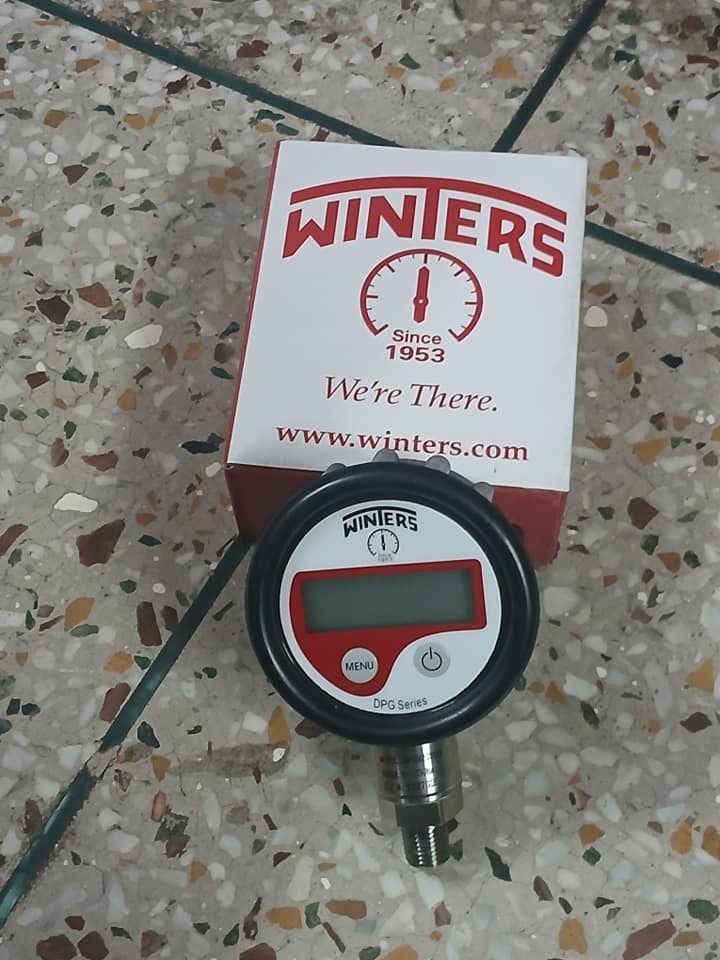 WINTERS
Since
1953
We're There.
www.winters.com
WINTERS
MENU
DPG Series